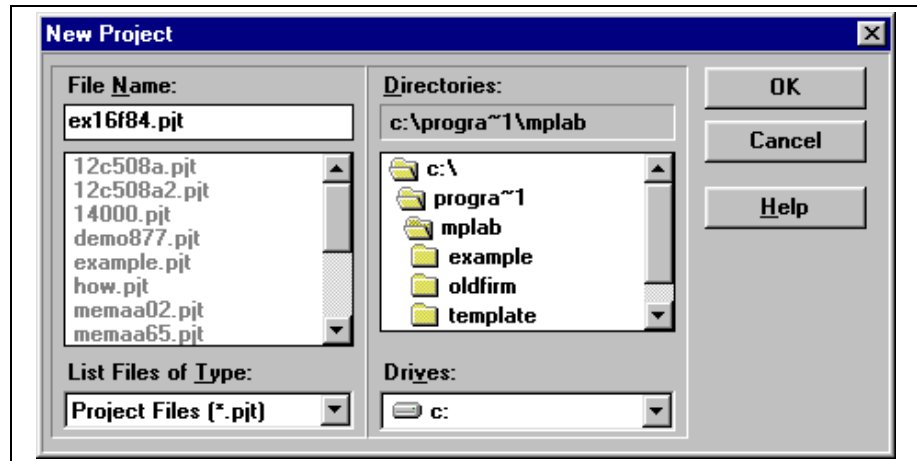 New Project
File Name:
ex16f84.pjt
12c508a.pjt
12c508a2.pjt
14000.pjt
demo877.pjt
example.pjt
how.pjt
memaa02.pjt
memaa65.pjt
List Files of Type:
Project Files (*.pjt)
Directories:
c:\progra~1\mplab
c:\
progra~1
mplab
example
oldfirm
template
Drives:
c:
OK
Cancel
Help